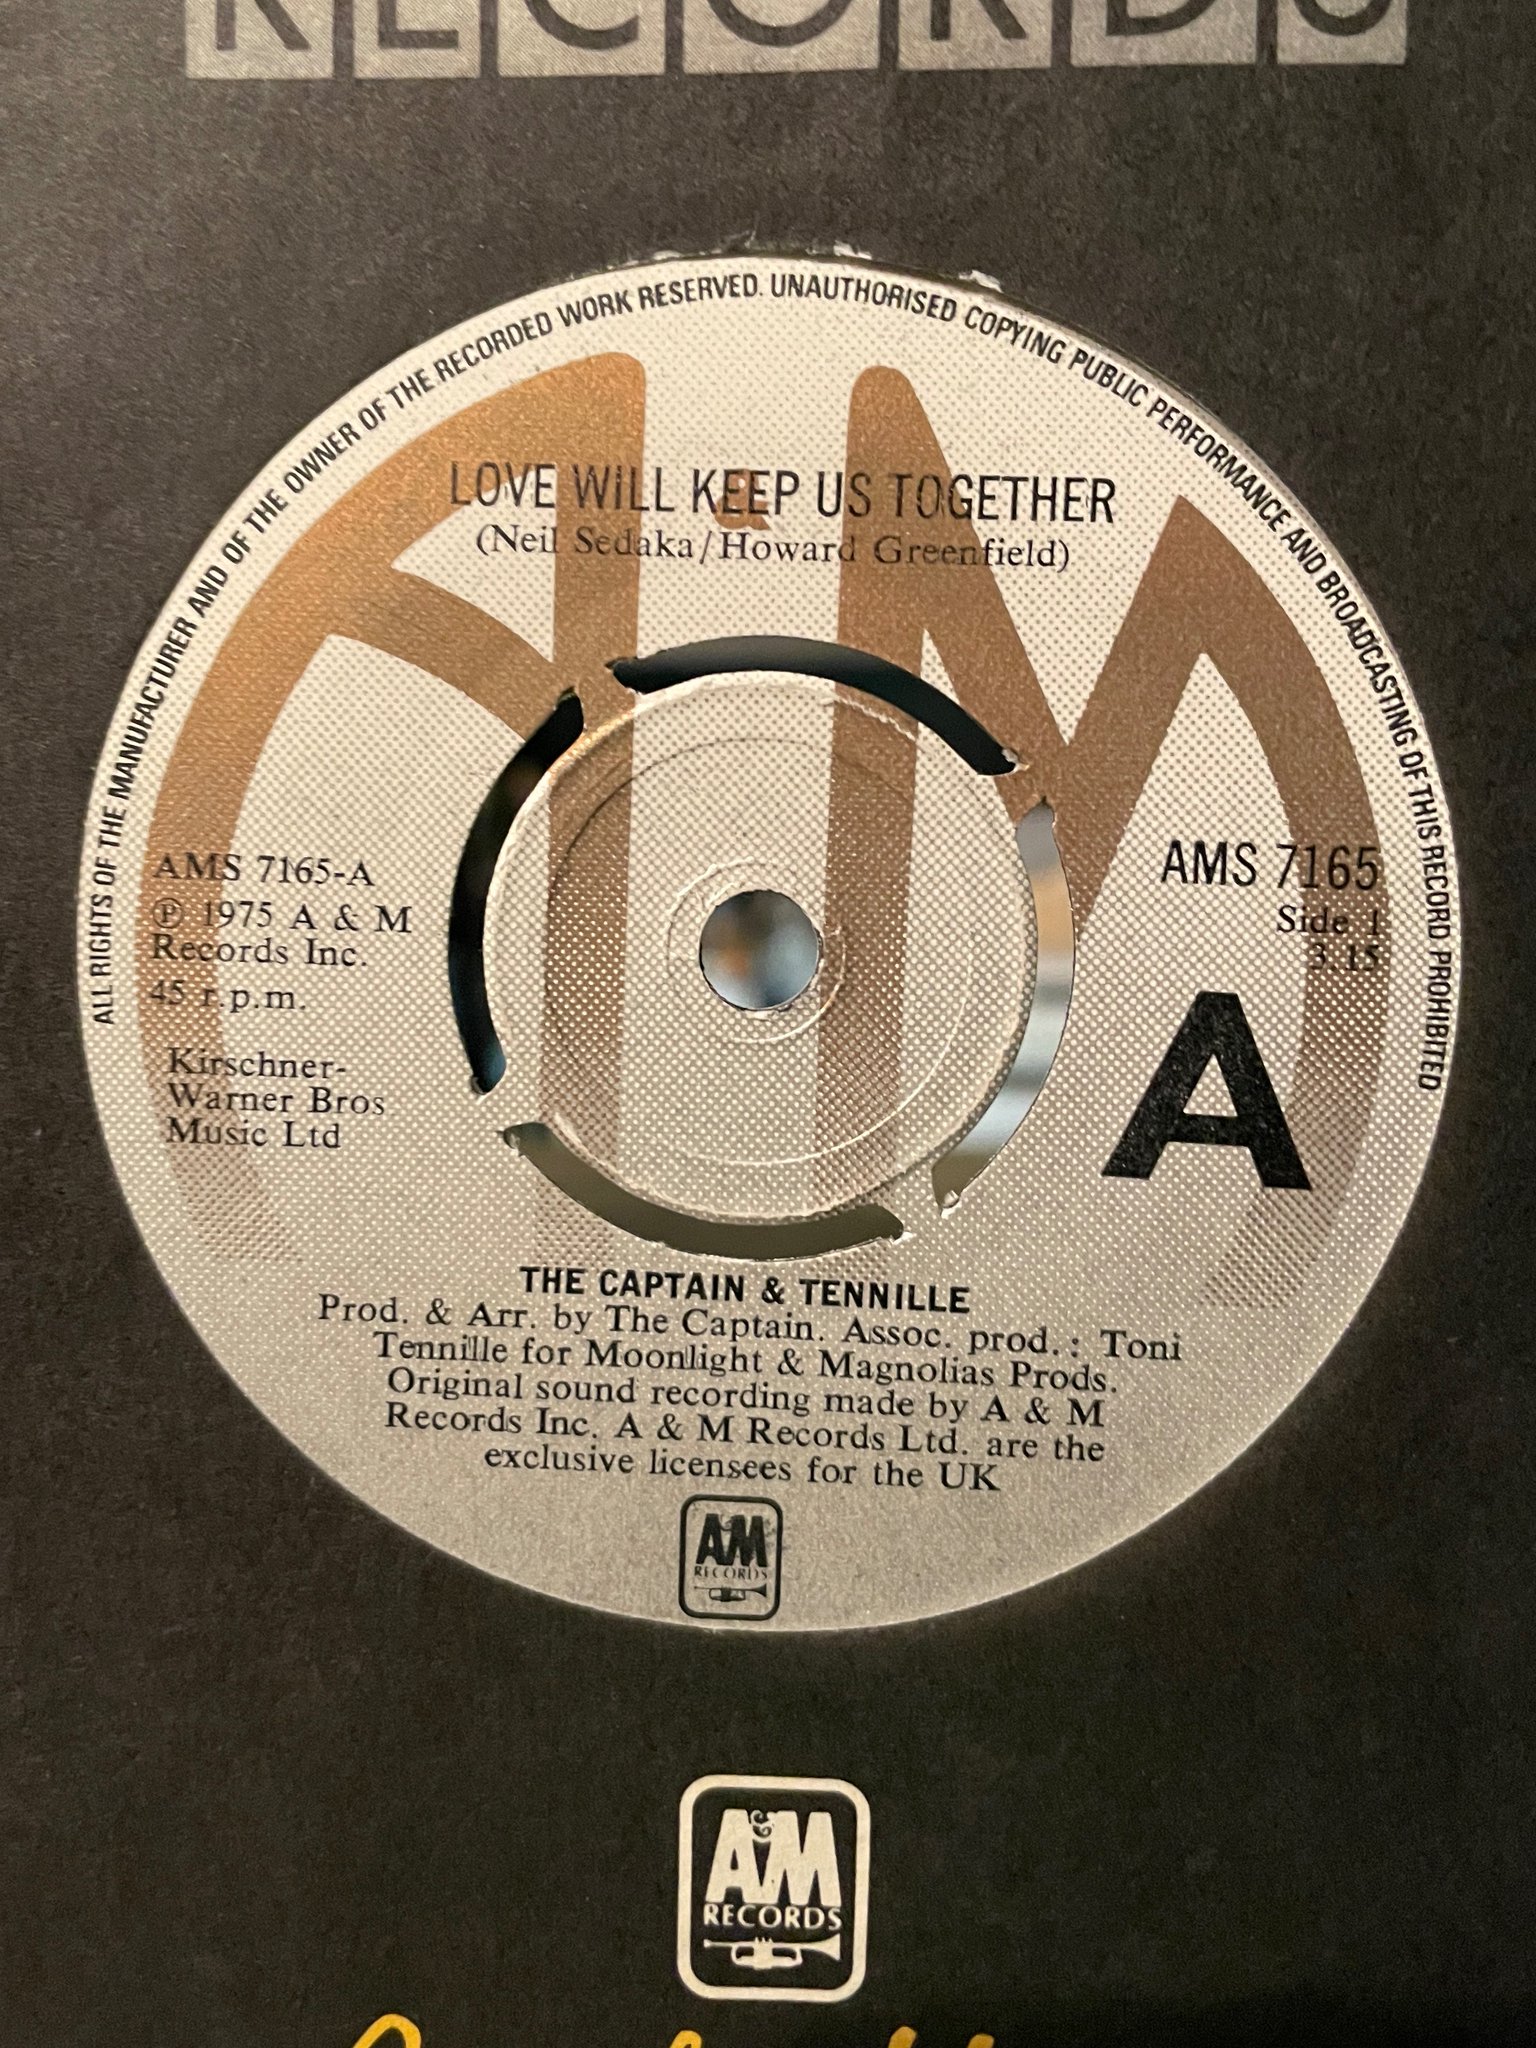 RECORDS
ALL RIGHTS OF THE MANUFACTURER AND OF THE OWNER OF THE RECORDED WORK RESERVED. UNAUTHORISED COPYING PUBLIC PERFORMANCE AND BROADCASTING OF THIS RECORD PROHIBITED
A&M
LOVE WILL KEEP US TOGETHER
(Neil Sedaka/Howard Greenfield)
AMS 7165-A
Ⓟ 1975 A & M
Records Inc.
45 r.p.m.
Kirschner-
Warner Bros
Music Ltd
AMS 7165
Side 1
3.15
A
THE CAPTAIN & TENNILLE
Prod. & Arr. by The Captain. Assoc. prod.: Toni
Tennille for Moonlight & Magnolias Prods.
Original sound recording made by A & M
Records Inc. A & M Records Ltd. are the
exclusive licensees for the UK
A&M
RECORDS
A&M
RECORDS